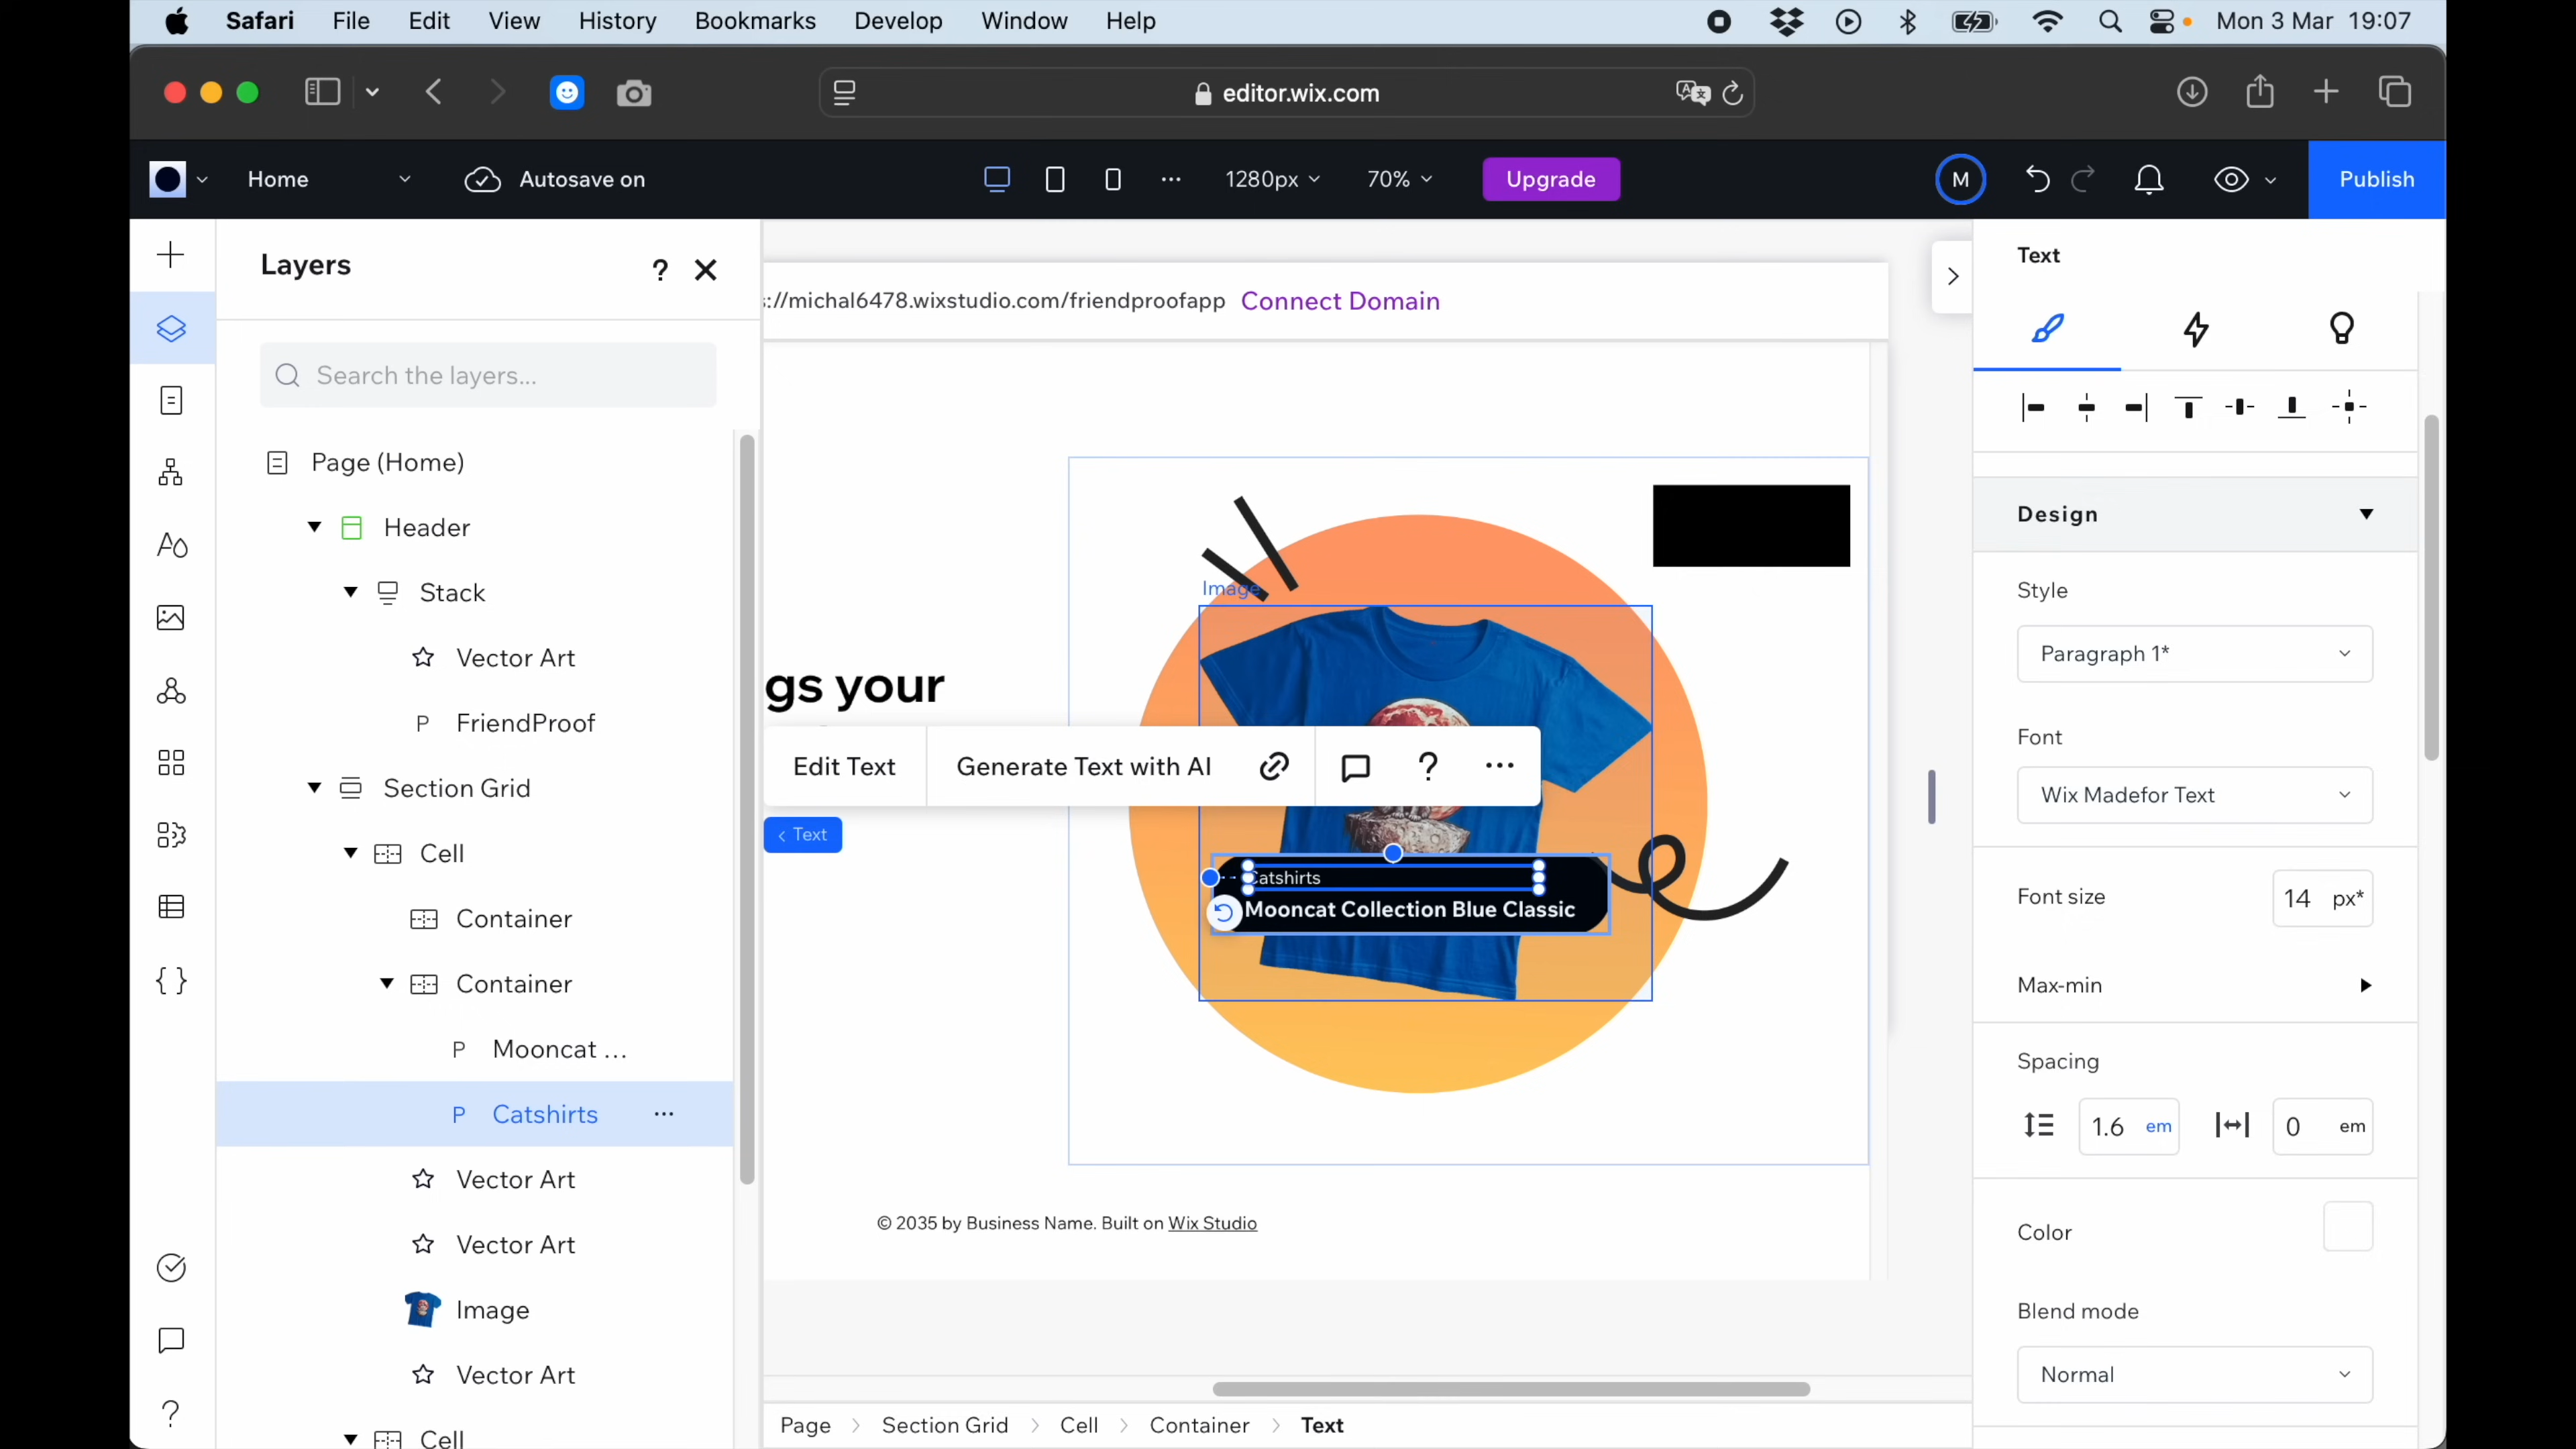 Safari File Edit View History Bookmarks Develop Window Help Mon 3 Mar 19:07
editor.wix.com
Home Autosave on 1280px 70% Upgrade M Publish
Layers ?
Search the layers...
Page (Home)
Header
Stack
Vector Art
P FriendProof
Section Grid
Cell
Container
Container
P Mooncat ...
P Catshirts ...
Vector Art
Vector Art
Image
Vector Art
Cell
s://michal6478.wixstudio.com/friendproofapp Connect Domain
Image
gs your
Edit Text Generate Text with AI ? ...
< Text
Catshirts
Mooncat Collection Blue Classic
© 2035 by Business Name. Built on Wix Studio
Page > Section Grid > Cell > Container > Text
Text
Design
Style
Paragraph 1*
Font
Wix Madefor Text
Font size 14 px*
Max-min
Spacing
1.6 em 0 em
Color
Blend mode
Normal